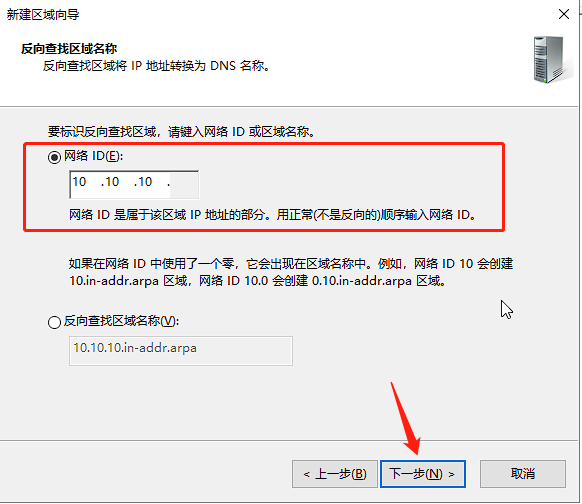 新建区域向导
反向查找区域名称
反向查找区域将 IP 地址转换为 DNS 名称。
要标识反向查找区域，请键入网络 ID 或区域名称。
网络 ID(E):
10 .10 .10 .
网络 ID 是属于该区域 IP 地址的部分。用正常(不是反向的)顺序输入网络 ID。
如果在网络 ID 中使用了一个零，它会出现在区域名称中。例如，网络 ID 10 会创建
10.in-addr.arpa 区域，网络 ID 10.0 会创建 0.10.in-addr.arpa 区域。
反向查找区域名称(V):
10.10.10.in-addr.arpa
< 上一步(B)
下一步(N) >
取消